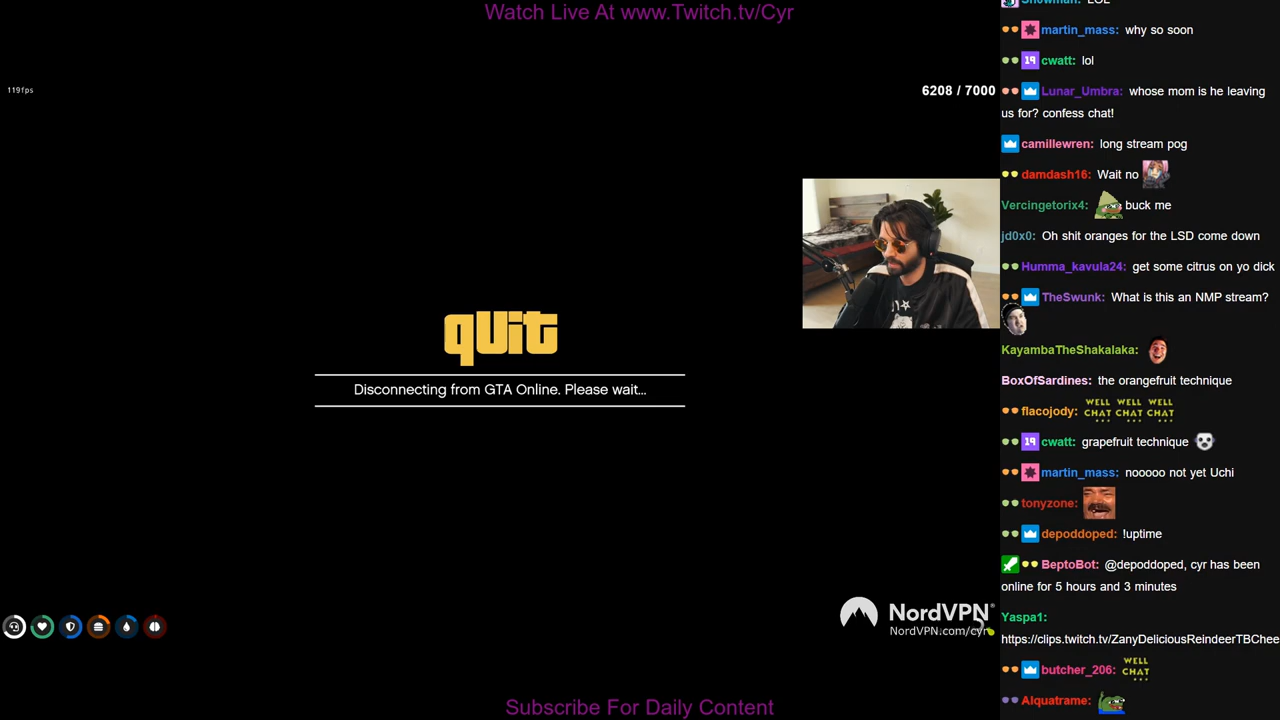 Watch Live At www.Twitch.tv/Cyr
119fps
6208 / 7000
quit
Disconnecting from GTA Online. Please wait...
NordVPN®
NordVPN.com/cyr
Subscribe For Daily Content
Snowman: LOL
martin_mass: why so soon
19 cwatt: lol
Lunar_Umbra: whose mom is he leaving
us for? confess chat!
camillewren: long stream pog
damdash16: Wait no
Vercingetorix4: buck me
jd0x0: Oh shit oranges for the LSD come down
Humma_kavula24: get some citrus on yo dick
TheSwunk: What is this an NMP stream?
KayambaTheShakalaka:
BoxOfSardines: the orangefruit technique
flacojody: WELL CHAT ... WELL CHAT ... WELL CHAT ...
19 cwatt: grapefruit technique
martin_mass: nooooo not yet Uchi
tonyzone:
depoddoped: !uptime
BeptoBot: @depoddoped, cyr has been
online for 5 hours and 3 minutes
Yaspa1:
https://clips.twitch.tv/ZanyDeliciousReindeerTBChee
butcher_206: WELL CHAT ...
Alquatrame: